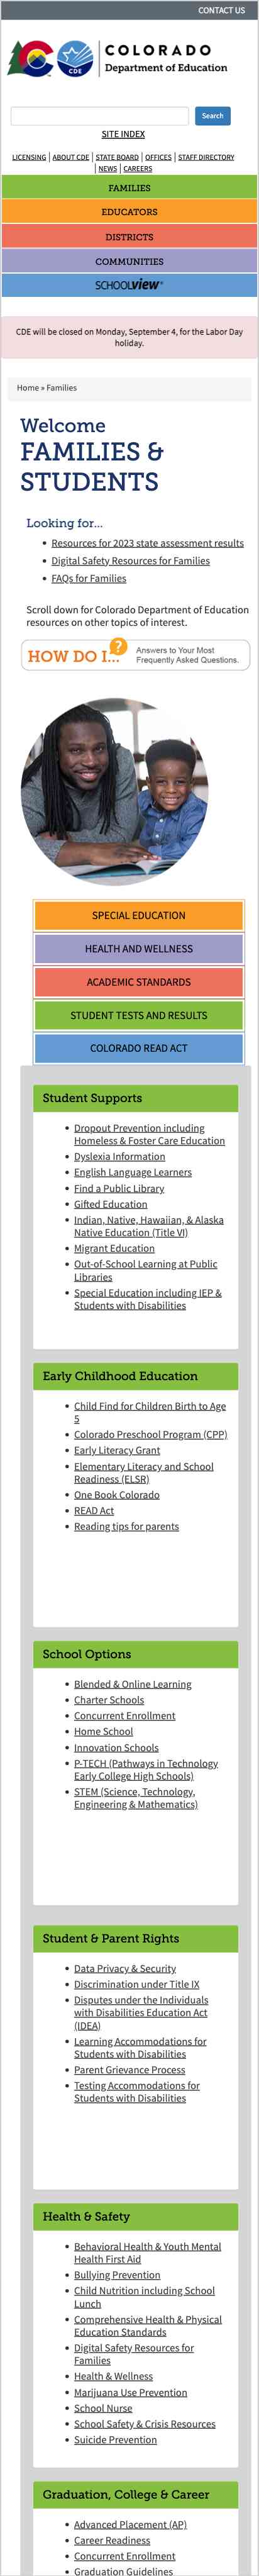 CONTACT US
COLORADO
Department of Education
CDE
Search
SITE INDEX
LICENSING | ABOUT CDE | STATE BOARD | OFFICES | STAFF DIRECTORY
| NEWS | CAREERS
FAMILIES
EDUCATORS
DISTRICTS
COMMUNITIES
SCHOOLVIEW®
CDE will be closed on Monday, September 4, for the Labor Day
holiday.
Home » Families
Welcome
FAMILIES &
STUDENTS
Looking for...
• Resources for 2023 state assessment results
• Digital Safety Resources for Families
• FAQs for Families
Scroll down for Colorado Department of Education
resources on other topics of interest.
HOW DO I...
?
Answers to Your Most
Frequently Asked Questions.
SPECIAL EDUCATION
HEALTH AND WELLNESS
ACADEMIC STANDARDS
STUDENT TESTS AND RESULTS
COLORADO READ ACT
Student Supports
• Dropout Prevention including
Homeless & Foster Care Education
• Dyslexia Information
• English Language Learners
• Find a Public Library
• Gifted Education
• Indian, Native, Hawaiian, & Alaska
Native Education (Title VI)
• Migrant Education
• Out-of-School Learning at Public
Libraries
• Special Education including IEP &
Students with Disabilities
Early Childhood Education
• Child Find for Children Birth to Age
5
• Colorado Preschool Program (CPP)
• Early Literacy Grant
• Elementary Literacy and School
Readiness (ELSR)
• One Book Colorado
• READ Act
• Reading tips for parents
School Options
• Blended & Online Learning
• Charter Schools
• Concurrent Enrollment
• Home School
• Innovation Schools
• P-TECH (Pathways in Technology
Early College High Schools)
• STEM (Science, Technology,
Engineering & Mathematics)
Student & Parent Rights
• Data Privacy & Security
• Discrimination under Title IX
• Disputes under the Individuals
with Disabilities Education Act
(IDEA)
• Learning Accommodations for
Students with Disabilities
• Parent Grievance Process
• Testing Accommodations for
Students with Disabilities
Health & Safety
• Behavioral Health & Youth Mental
Health First Aid
• Bullying Prevention
• Child Nutrition including School
Lunch
• Comprehensive Health & Physical
Education Standards
• Digital Safety Resources for
Families
• Health & Wellness
• Marijuana Use Prevention
• School Nurse
• School Safety & Crisis Resources
• Suicide Prevention
Graduation, College & Career
• Advanced Placement (AP)
• Career Readiness
• Concurrent Enrollment
• Graduation Guidelines